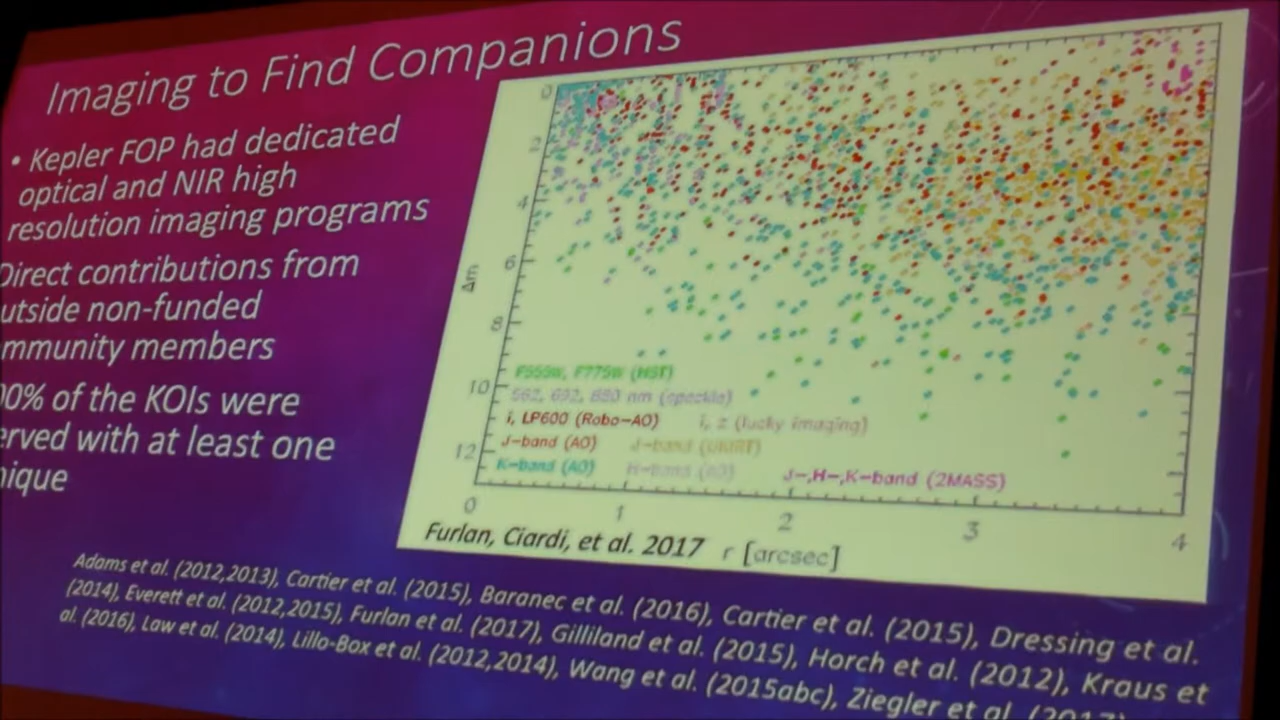 Imaging to Find Companions
• Kepler FOP had dedicated
optical and NIR high
resolution imaging programs
Direct contributions from
utside non-funded
mmunity members
00% of the KOIs were
erved with at least one
nique
0
2
4
6
8
10
12
Δm
F555W, F775W (HST)
562, 692, 880 nm (speckle)
i, LP600 (Robo-AO)
i, z (lucky imaging)
J-band (AO)
J-band (UKIRT)
K-band (AO)
H-band (AO)
J-,H-,K-band (2MASS)
0 1 2 3 4
Furlan, Ciardi, et al. 2017
r [arcsec]
Adams et al. (2012,2013), Cartier et al. (2015), Baranec et al. (2016), Cartier et al. (2015), Dressing et al.
(2014), Everett et al. (2012,2015), Furlan et al. (2017), Gilliland et al. (2015), Horch et al. (2012), Kraus et
al. (2016), Law et al. (2014), Lillo-Box et al. (2012,2014), Wang et al. (2015abc), Ziegler et al. (2017)